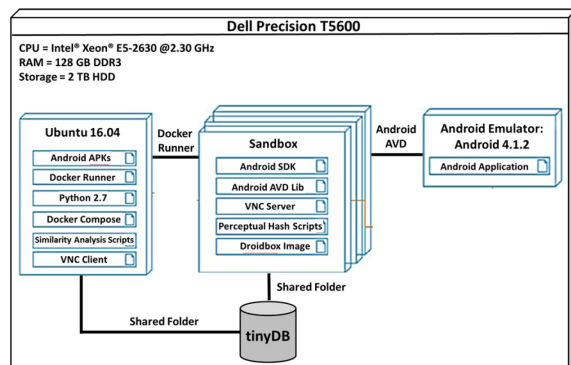 Dell Precision T5600
CPU = Intel® Xeon® E5-2630 @2.30 GHz
RAM = 128 GB DDR3
Storage = 2 TB HDD
Ubuntu 16.04
Android APKs
Docker Runner
Python 2.7
Docker Compose
Similarity Analysis Scripts
VNC Client
Docker
Runner
Sandbox
Android SDK
Android AVD Lib
VNC Server
Perceptual Hash Scripts
Droidbox Image
Android
AVD
Android Emulator:
Android 4.1.2
Android Application
Shared Folder
Shared Folder
tinyDB